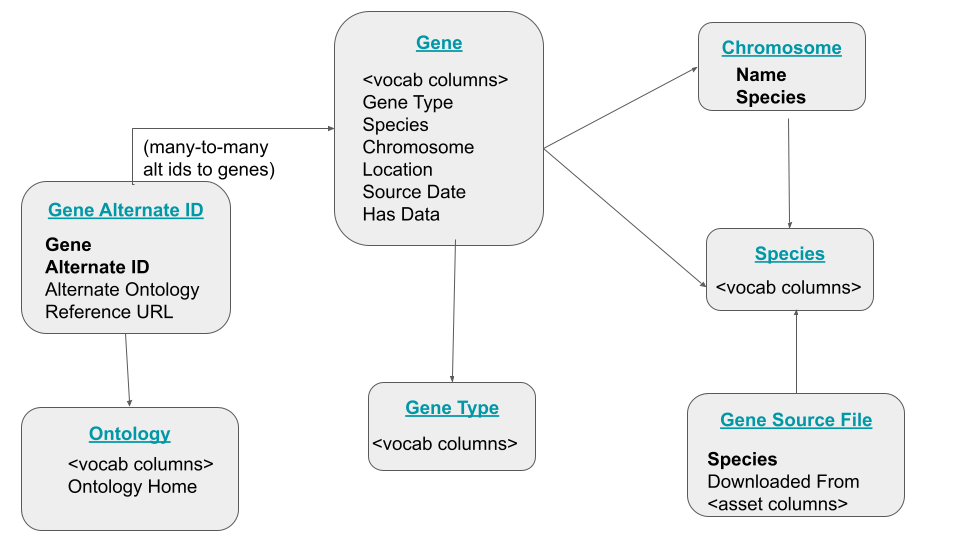 Gene
<vocab columns>
Gene Type
Species
Chromosome
Location
Source Date
Has Data
Chromosome
Name
Species
(many-to-many
alt ids to genes)
Gene Alternate ID
Gene
Alternate ID
Alternate Ontology
Reference URL
Species
<vocab columns>
Ontology
<vocab columns>
Ontology Home
Gene Type
<vocab columns>
Gene Source File
Species
Downloaded From
<asset columns>